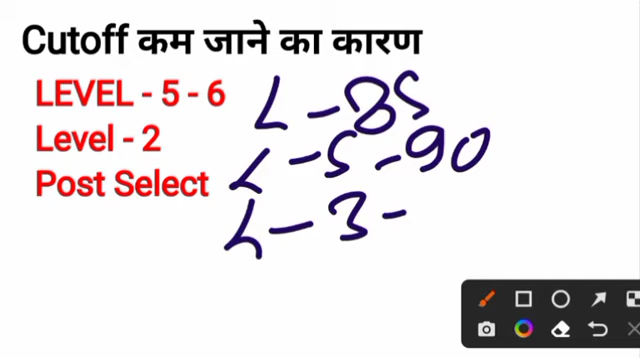 Cutoff कम जाने का कारण
LEVEL - 5 - 6
Level - 2
Post Select
L - 85
L - 5 - 90
L - 3 -